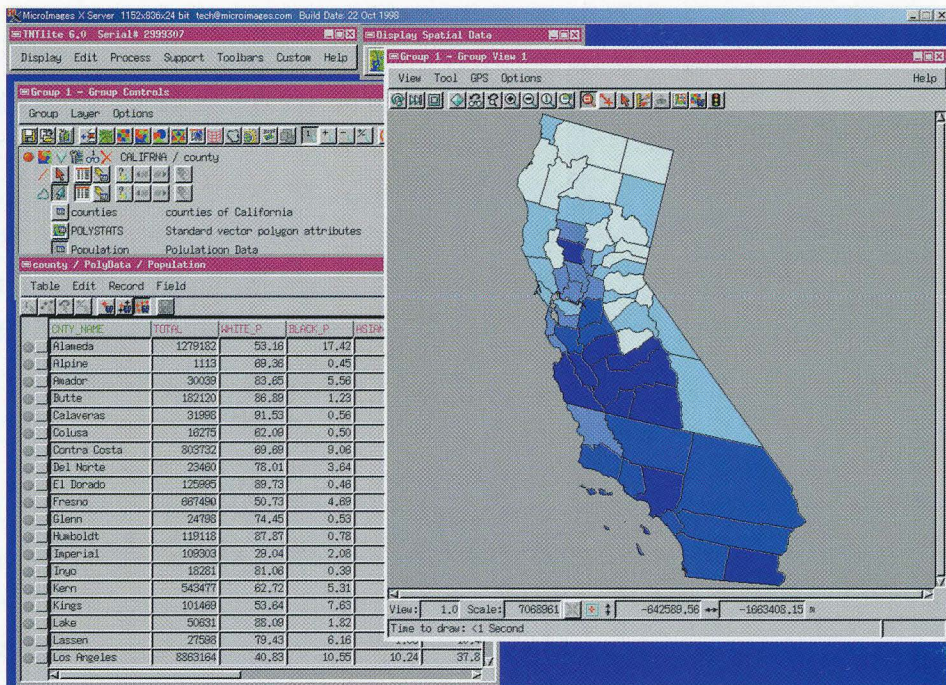 MicroImages X Server 1152x836x24 bit tech@microimages.com Build Date: 22 Oct 1998
TNTlite 6.0 Serial# 2999307
Display Edit Process Support Toolbars Custom Help
Display Spatial Data
Group 1 - Group Controls
Group Layer Options
CALIFRNA / county
counties counties of California
POLYSTATS Standard vector polygon attributes
Population Polulatioon Data
county / PolyData / Population
Table Edit Record Field
CNTY_NAME TOTAL WHITE_P BLACK_P ASIAN
Alameda 1279182 53.16 17.42
Alpine 1113 69.36 0.45
Amador 30039 83.65 5.56
Butte 182120 86.89 1.23
Calaveras 31998 91.53 0.56
Colusa 16275 62.09 0.50
Contra Costa 803732 69.69 9.06
Del Norte 23460 78.01 3.64
El Dorado 125995 89.73 0.46
Fresno 667490 50.73 4.69
Glenn 24798 74.45 0.53
Humboldt 119118 87.87 0.78
Imperial 109303 29.04 2.08
Inyo 18281 81.06 0.39
Kern 543477 62.72 5.31
Kings 101469 53.64 7.63
Lake 50631 88.09 1.82
Lassen 27598 79.43 6.16
Los Angeles 8863164 40.83 10.55 10.24 37.8
Group 1 - Group View 1
View Tool GPS Options Help
View: 1.0 Scale: 7068961 -642589.56 -1663408.15 m
Time to draw: <1 Second